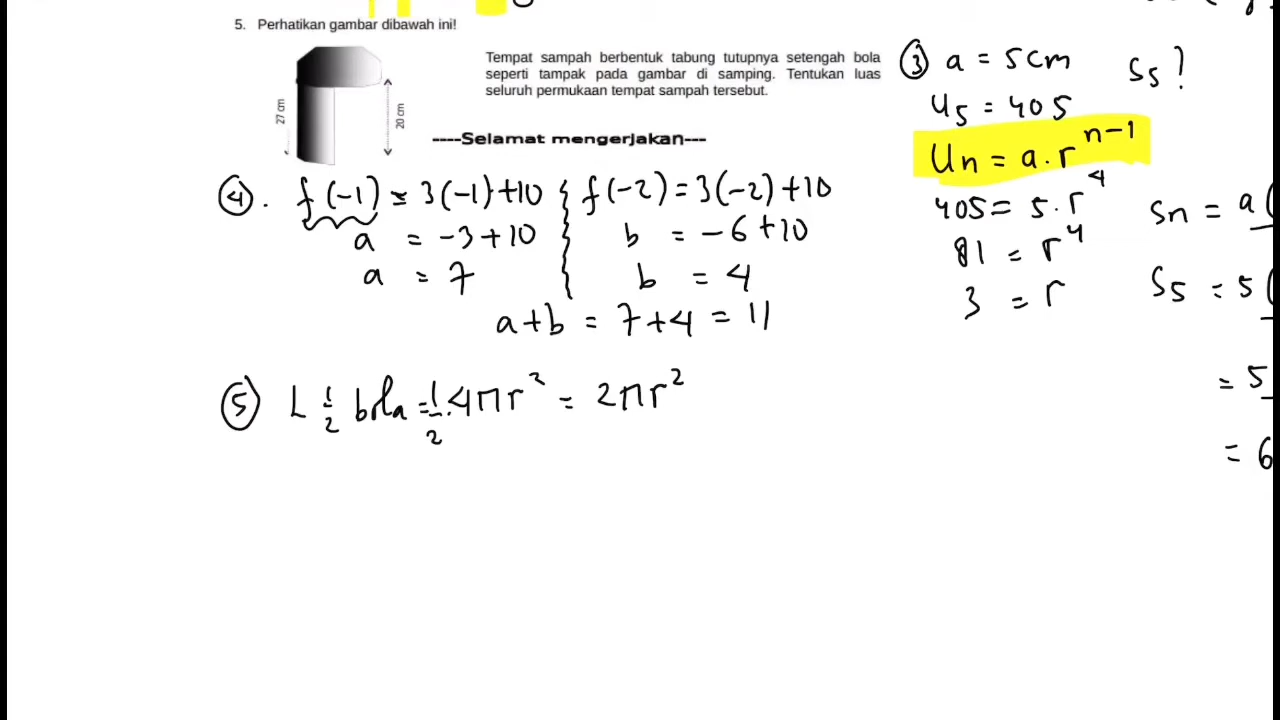 5. Perhatikan gambar dibawah ini!
27 cm
20 cm
Tempat sampah berbentuk tabung tutupnya setengah bola
seperti tampak pada gambar di samping. Tentukan luas
seluruh permukaan tempat sampah tersebut.
----Selamat mengerjakan---
④. f(-1) = 3(-1)+10
a = -3+10
a = 7
f(-2) = 3(-2)+10
b = -6+10
b = 4
a+b = 7+4 = 11
⑤ L 1/2 bola = 1/2 . 4πr² = 2πr²
③ a = 5cm
S₅ ?
U₅ = 405
Un = a. r^(n-1)
405 = 5. r⁴
81 = r⁴
3 = r
Sn = a(
S₅ = 5(
= 5
= 6